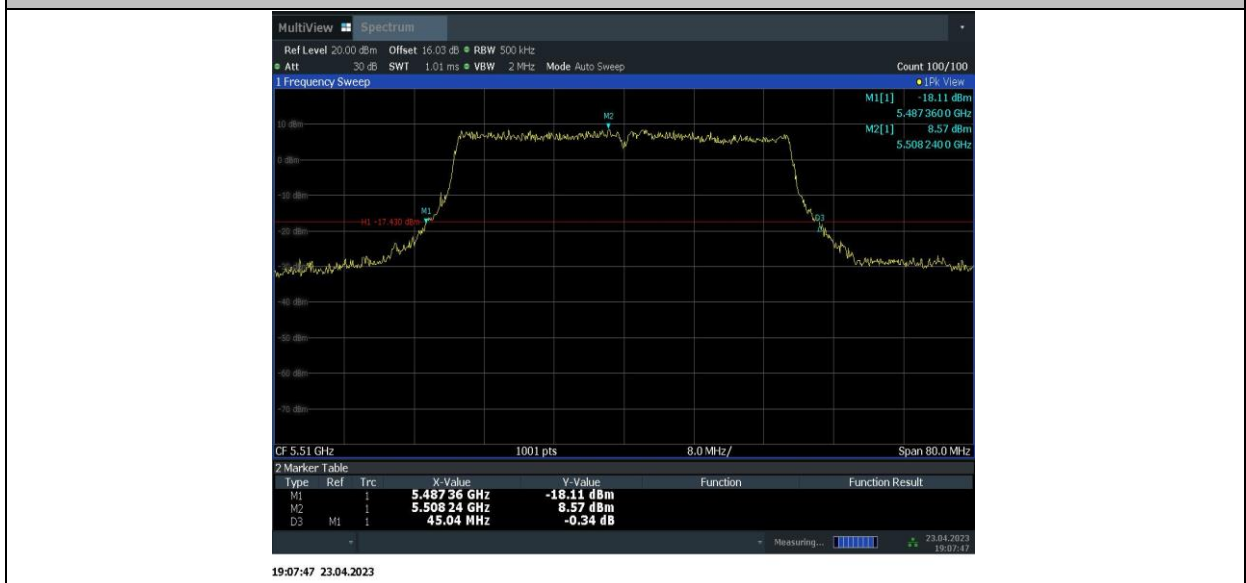 MultiView Spectrum
Ref Level 20.00 dBm Offset 16.03 dB RBW 500 kHz
Att 30 dB SWT 1.01 ms VBW 2 MHz Mode Auto Sweep Count 100/100
1 Frequency Sweep 1Pk View
M1[1] -18.11 dBm
5.487 360 0 GHz
M2[1] 8.57 dBm
5.508 240 0 GHz
M2
10 dBm
0 dBm
-10 dBm
M1
H1 -17.430 dBm
D3
-20 dBm
-40 dBm
-50 dBm
-60 dBm
-70 dBm
CF 5.51 GHz 1001 pts 8.0 MHz/ Span 80.0 MHz
2 Marker Table
Type Ref Trc X-Value Y-Value Function Function Result
M1 1 5.487 36 GHz -18.11 dBm
M2 1 5.508 24 GHz 8.57 dBm
D3 M1 1 45.04 MHz -0.34 dB
Measuring... 23.04.2023
19:07:47
19:07:47 23.04.2023